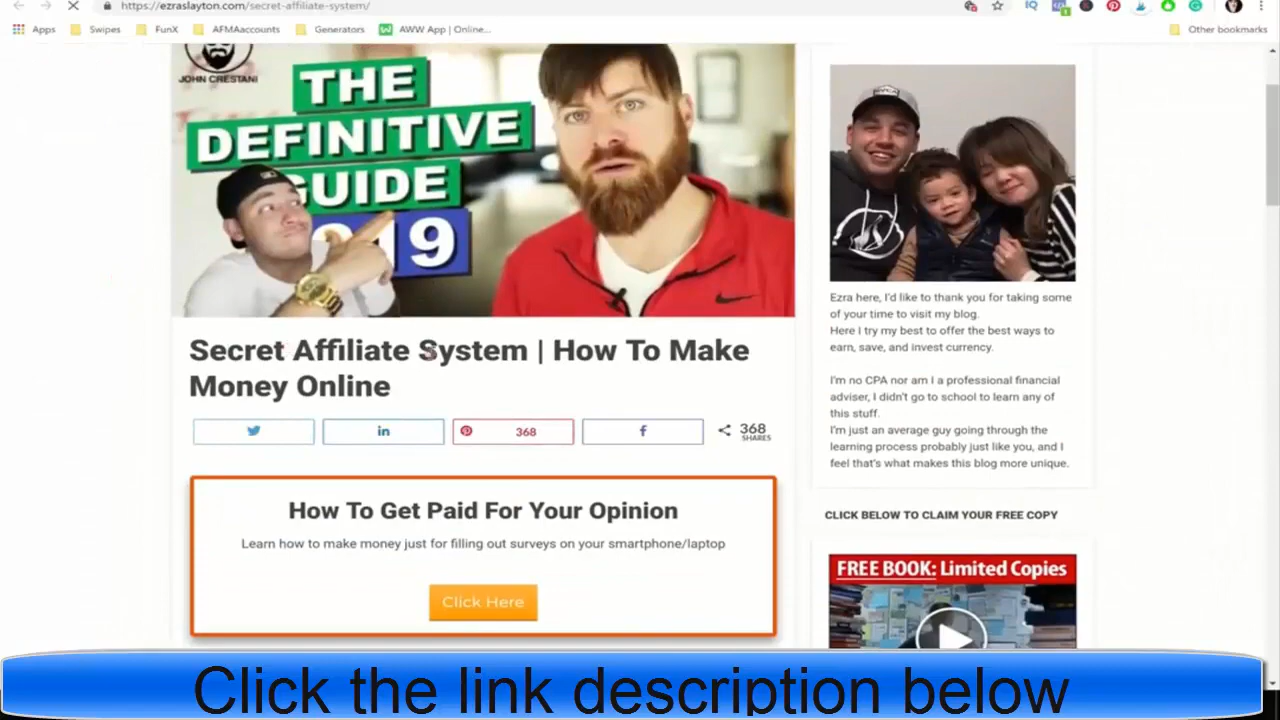 https://ezraslayton.com/secret-affiliate-system/
Apps Swipes FunX AFMAaccounts Generators AWW App | Online... Other bookmarks
JOHN CRESTANI
THE
DEFINITIVE
GUIDE
19
Secret Affiliate System | How To Make
Money Online
368
368
SHARES
How To Get Paid For Your Opinion
Learn how to make money just for filling out surveys on your smartphone/laptop
Click Here
Ezra here, I'd like to thank you for taking some
of your time to visit my blog.
Here I try my best to offer the best ways to
earn, save, and invest currency.
I'm no CPA nor am I a professional financial
adviser, I didn't go to school to learn any of
this stuff.
I'm just an average guy going through the
learning process probably just like you, and I
feel that's what makes this blog more unique.
CLICK BELOW TO CLAIM YOUR FREE COPY
FREE BOOK: Limited Copies
Click the link description below